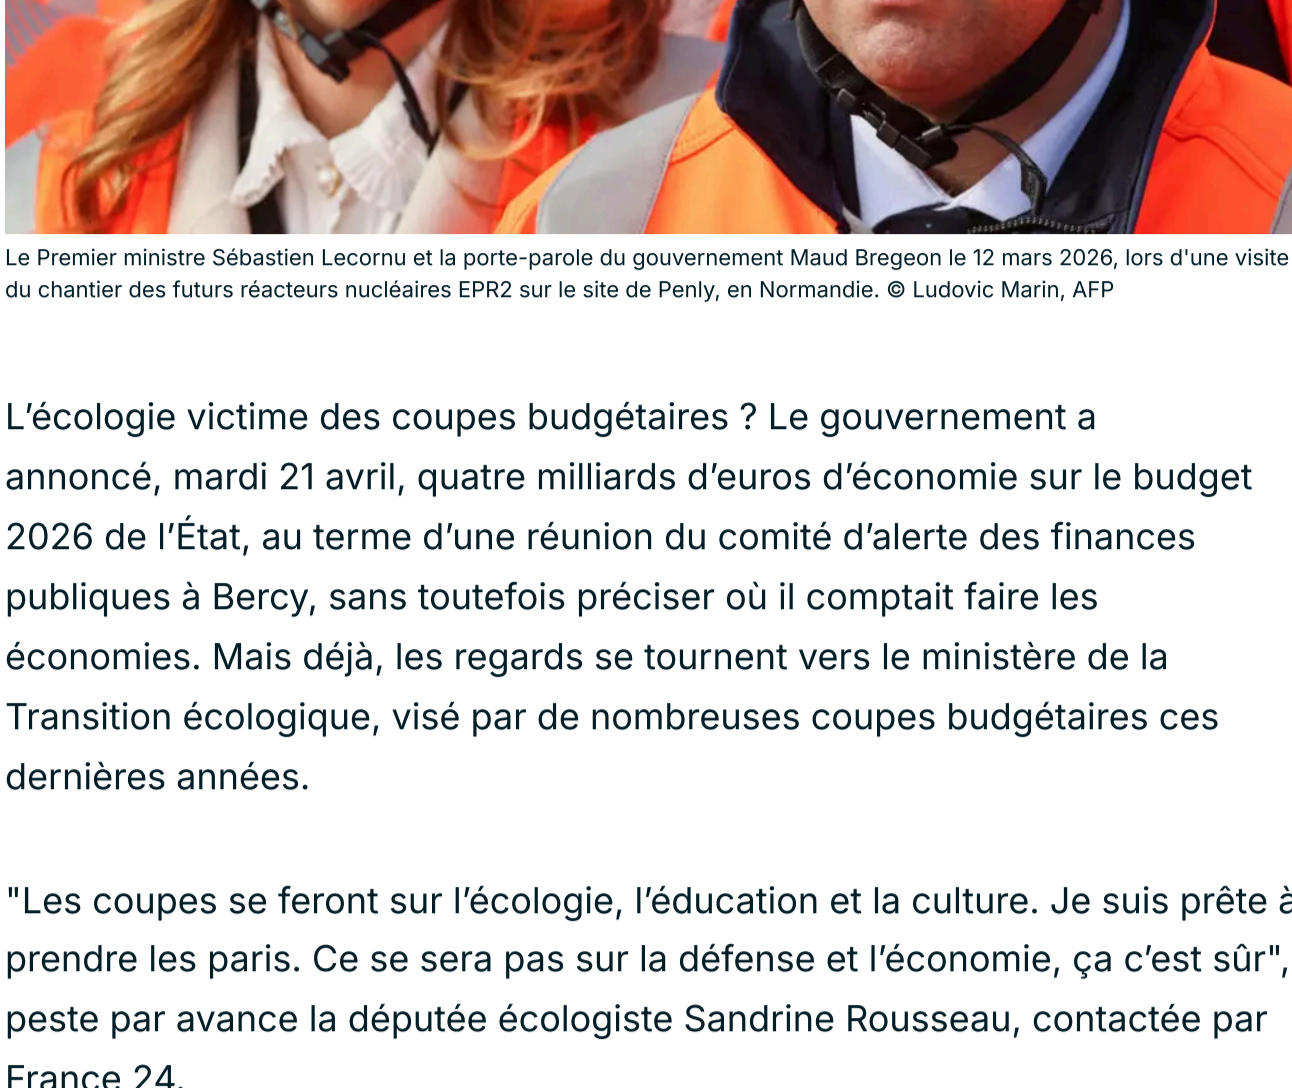 Le Premier ministre Sébastien Lecornu et la porte-parole du gouvernement Maud Bregeon le 12 mars 2026, lors d'une visite
du chantier des futurs réacteurs nucléaires EPR2 sur le site de Penly, en Normandie. © Ludovic Marin, AFP
L’écologie victime des coupes budgétaires ? Le gouvernement a
annoncé, mardi 21 avril, quatre milliards d’euros d’économie sur le budget
2026 de l’État, au terme d’une réunion du comité d’alerte des finances
publiques à Bercy, sans toutefois préciser où il comptait faire les
économies. Mais déjà, les regards se tournent vers le ministère de la
Transition écologique, visé par de nombreuses coupes budgétaires ces
dernières années.
"Les coupes se feront sur l’écologie, l’éducation et la culture. Je suis prête à
prendre les paris. Ce se sera pas sur la défense et l’économie, ça c’est sûr",
peste par avance la députée écologiste Sandrine Rousseau, contactée par
France 24.